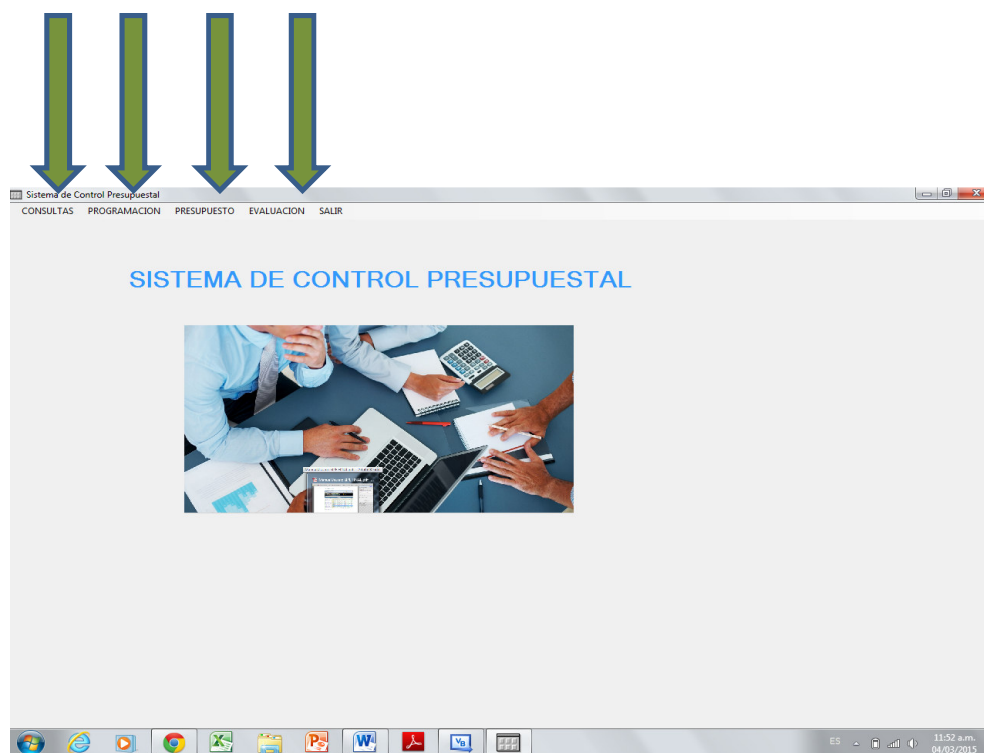 Sistema de Control Presupuestal
CONSULTAS PROGRAMACION PRESUPUESTO EVALUACION SALIR
SISTEMA DE CONTROL PRESUPUESTAL
VB
ES
11:52 a.m.
04/03/2015